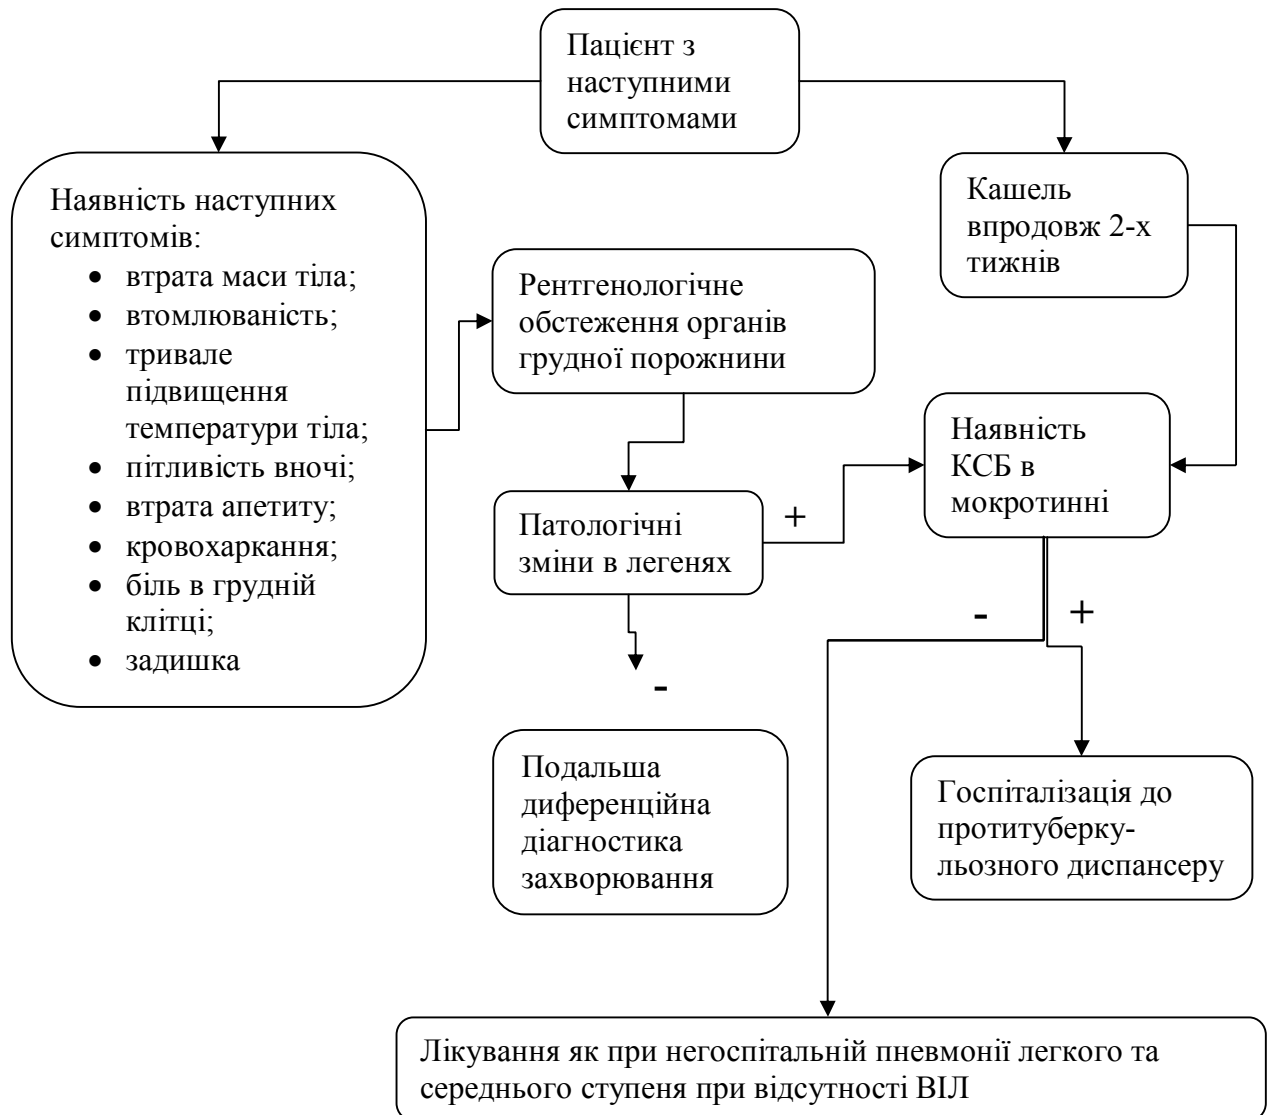 Пацієнт з
наступними
симптомами
Наявність наступних
симптомів:
• втрата маси тіла;
• втомлюваність;
• тривале
підвищення
температури тіла;
• пітливість вночі;
• втрата апетиту;
• кровохаркання;
• біль в грудній
клітці;
• задишка
Кашель
впродовж 2-х
тижнів
Рентгенологічне
обстеження органів
грудної порожнини
Патологічні
зміни в легенях
+
-
Наявність
КСБ в
мокротинні
-
+
Подальша
диференційна
діагностика
захворювання
Госпіталізація до
протитуберку-
льозного диспансеру
Лікування як при негоспітальній пневмонії легкого та
середнього ступеня при відсутності ВІЛ